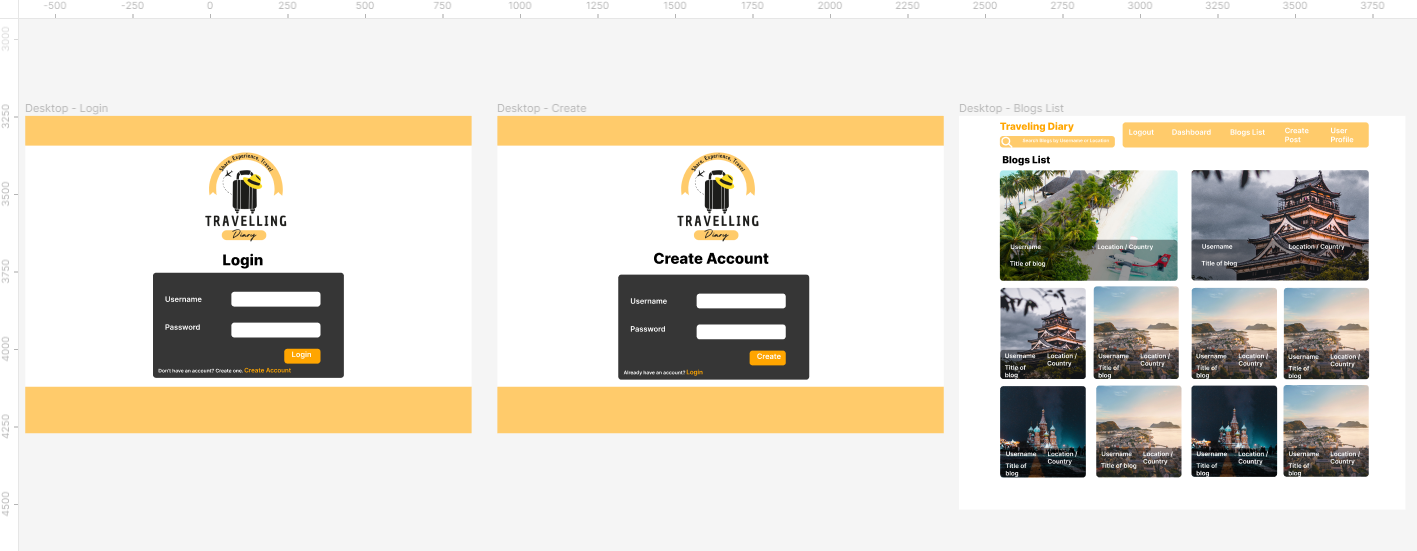 -500 -250 0 250 500 750 1000 1250 1500 1750 2000 2250 2500 2750 3000 3250 3500 3750
3000
3250
3500
3750
4000
4250
4500
Desktop - Login
Share, Experience, Travel
TRAVELLING
Diary
Login
Username
Password
Login
Don't have an account? Create one. Create Account
Desktop - Create
Share, Experience, Travel
TRAVELLING
Diary
Create Account
Username
Password
Create
Already have an account? Login
Desktop - Blogs List
Traveling Diary
Search Blogs by Username or Location
Logout Dashboard Blogs List Create Post User Profile
Blogs List
Username Location / Country
Title of blog
Username Location / Country
Title of blog
Username Location / Country
Title of blog
Username Location / Country
Title of blog
Username Location / Country
Title of blog
Username Location / Country
Title of blog
Username Location / Country
Title of blog
Username Location / Country
Title of blog
Username Location / Country
Title of blog
Username Location / Country
Title of blog